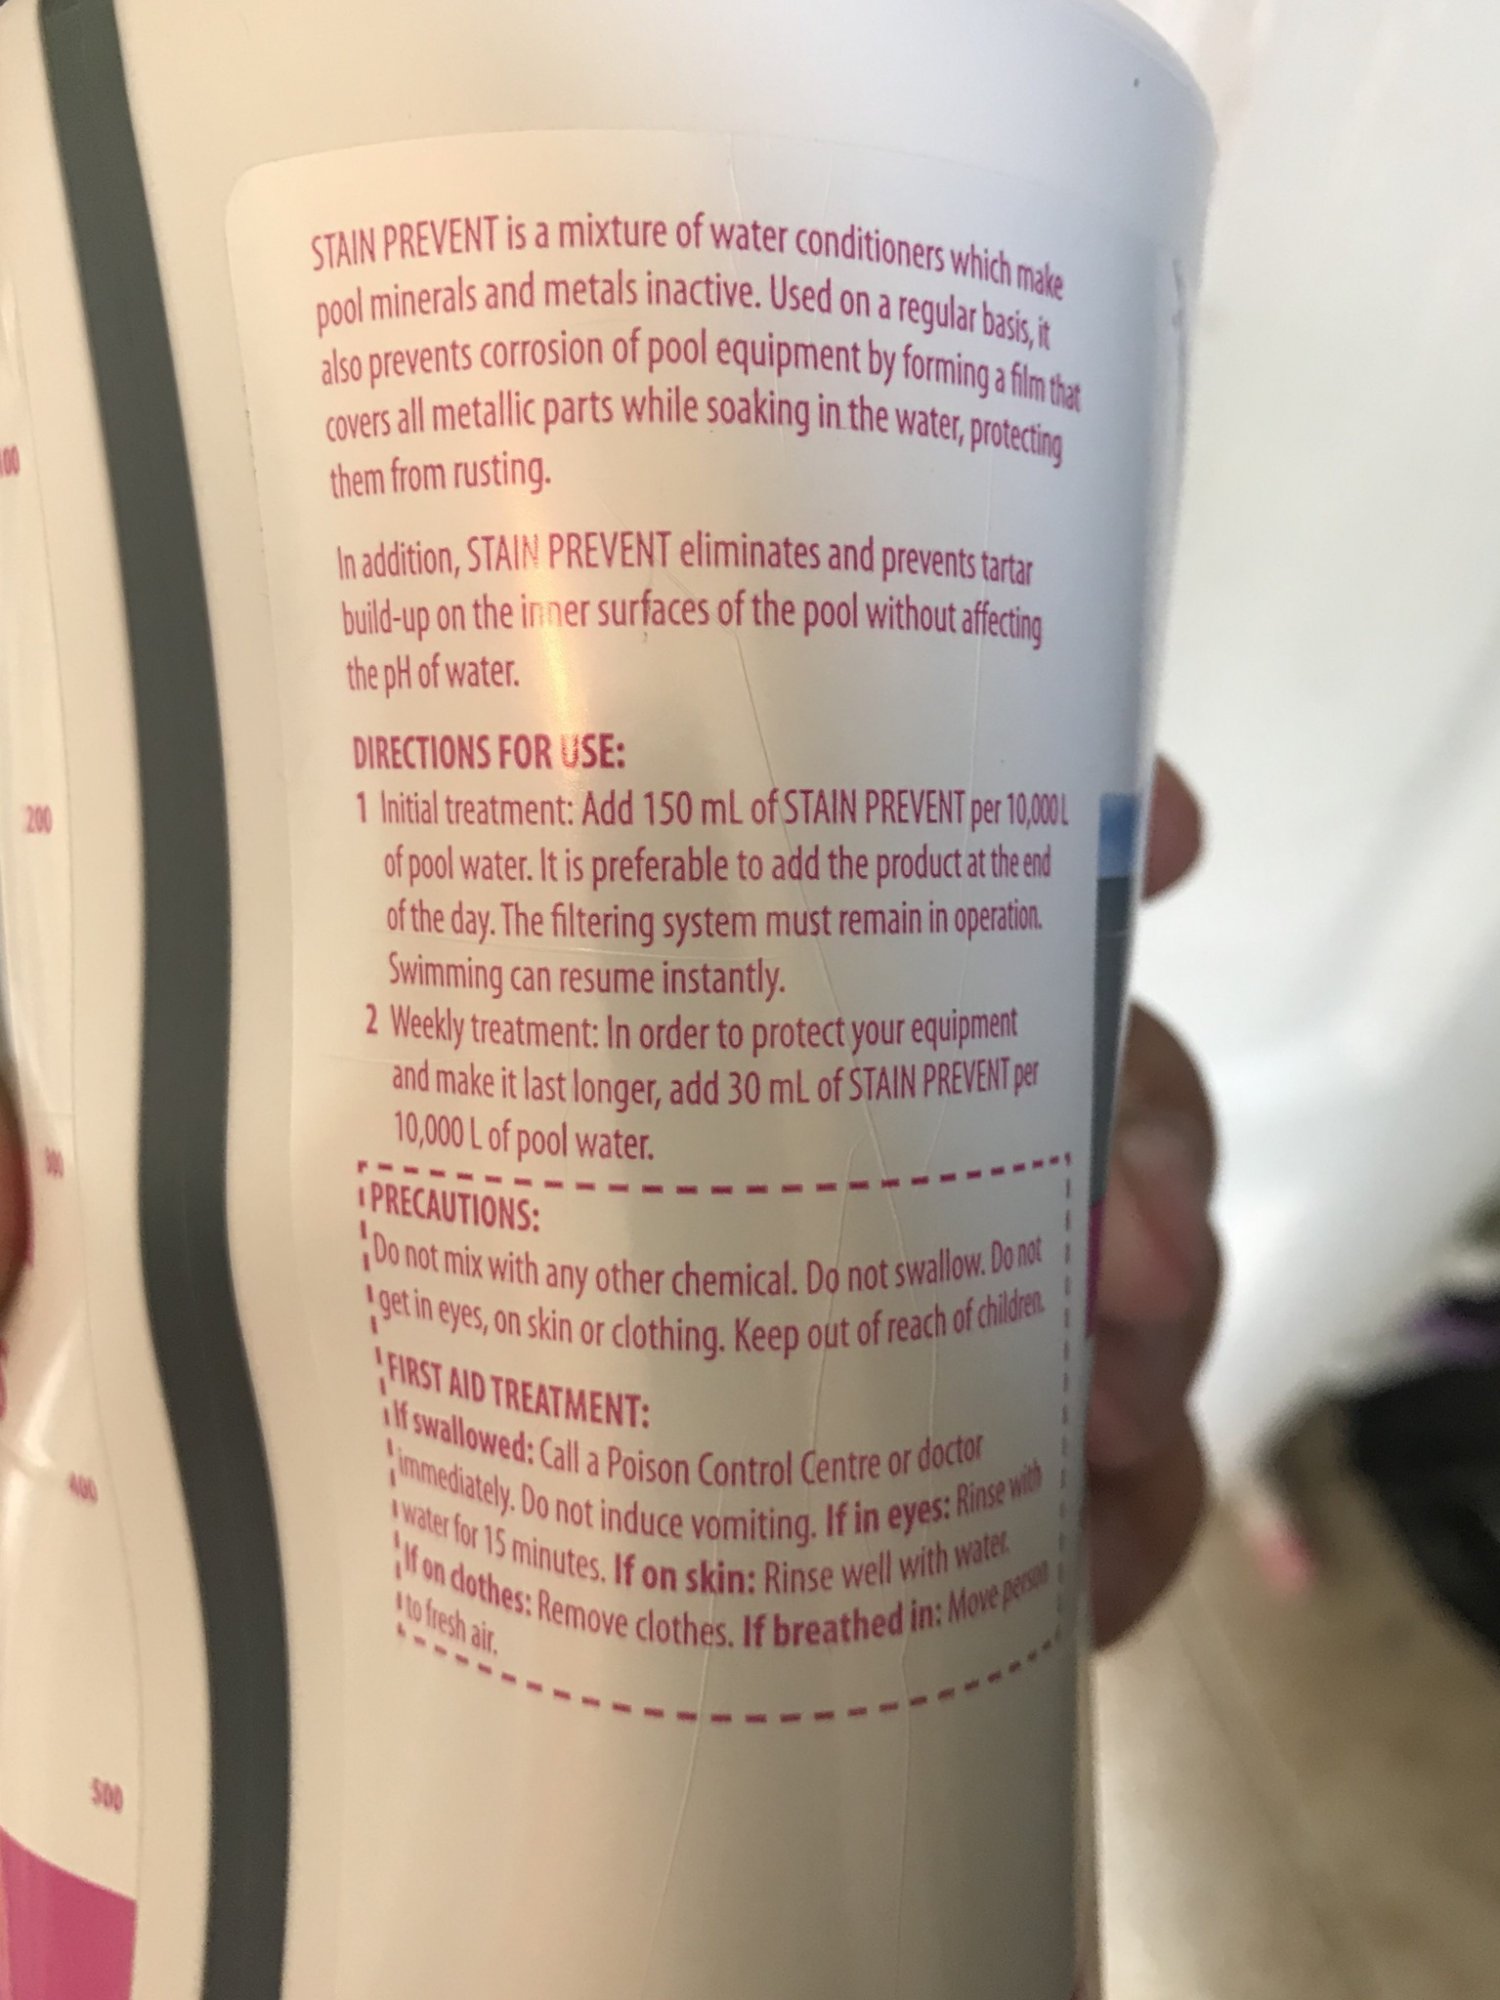 STAIN PREVENT is a mixture of water conditioners which make
pool minerals and metals inactive. Used on a regular basis, it
also prevents corrosion of pool equipment by forming a film that
covers all metallic parts while soaking in the water, protecting
them from rusting.
In addition, STAIN PREVENT eliminates and prevents tartar
build-up on the inner surfaces of the pool without affecting
the pH of water.
DIRECTIONS FOR USE:
1 Initial treatment: Add 150 mL of STAIN PREVENT per 10,000 L
of pool water. It is preferable to add the product at the end
of the day. The filtering system must remain in operation.
Swimming can resume instantly.
2 Weekly treatment: In order to protect your equipment
and make it last longer, add 30 mL of STAIN PREVENT per
10,000 L of pool water.
PRECAUTIONS:
Do not mix with any other chemical. Do not swallow. Do not
get in eyes, on skin or clothing. Keep out of reach of children.
FIRST AID TREATMENT:
If swallowed: Call a Poison Control Centre or doctor
immediately. Do not induce vomiting. If in eyes: Rinse with
water for 15 minutes. If on skin: Rinse well with water.
If on clothes: Remove clothes. If breathed in: Move person
to fresh air.
200
300
400
500